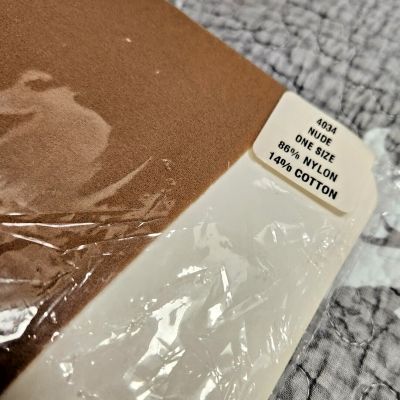 4034
NUDE
ONE SIZE
86% NYLON
14% COTTON